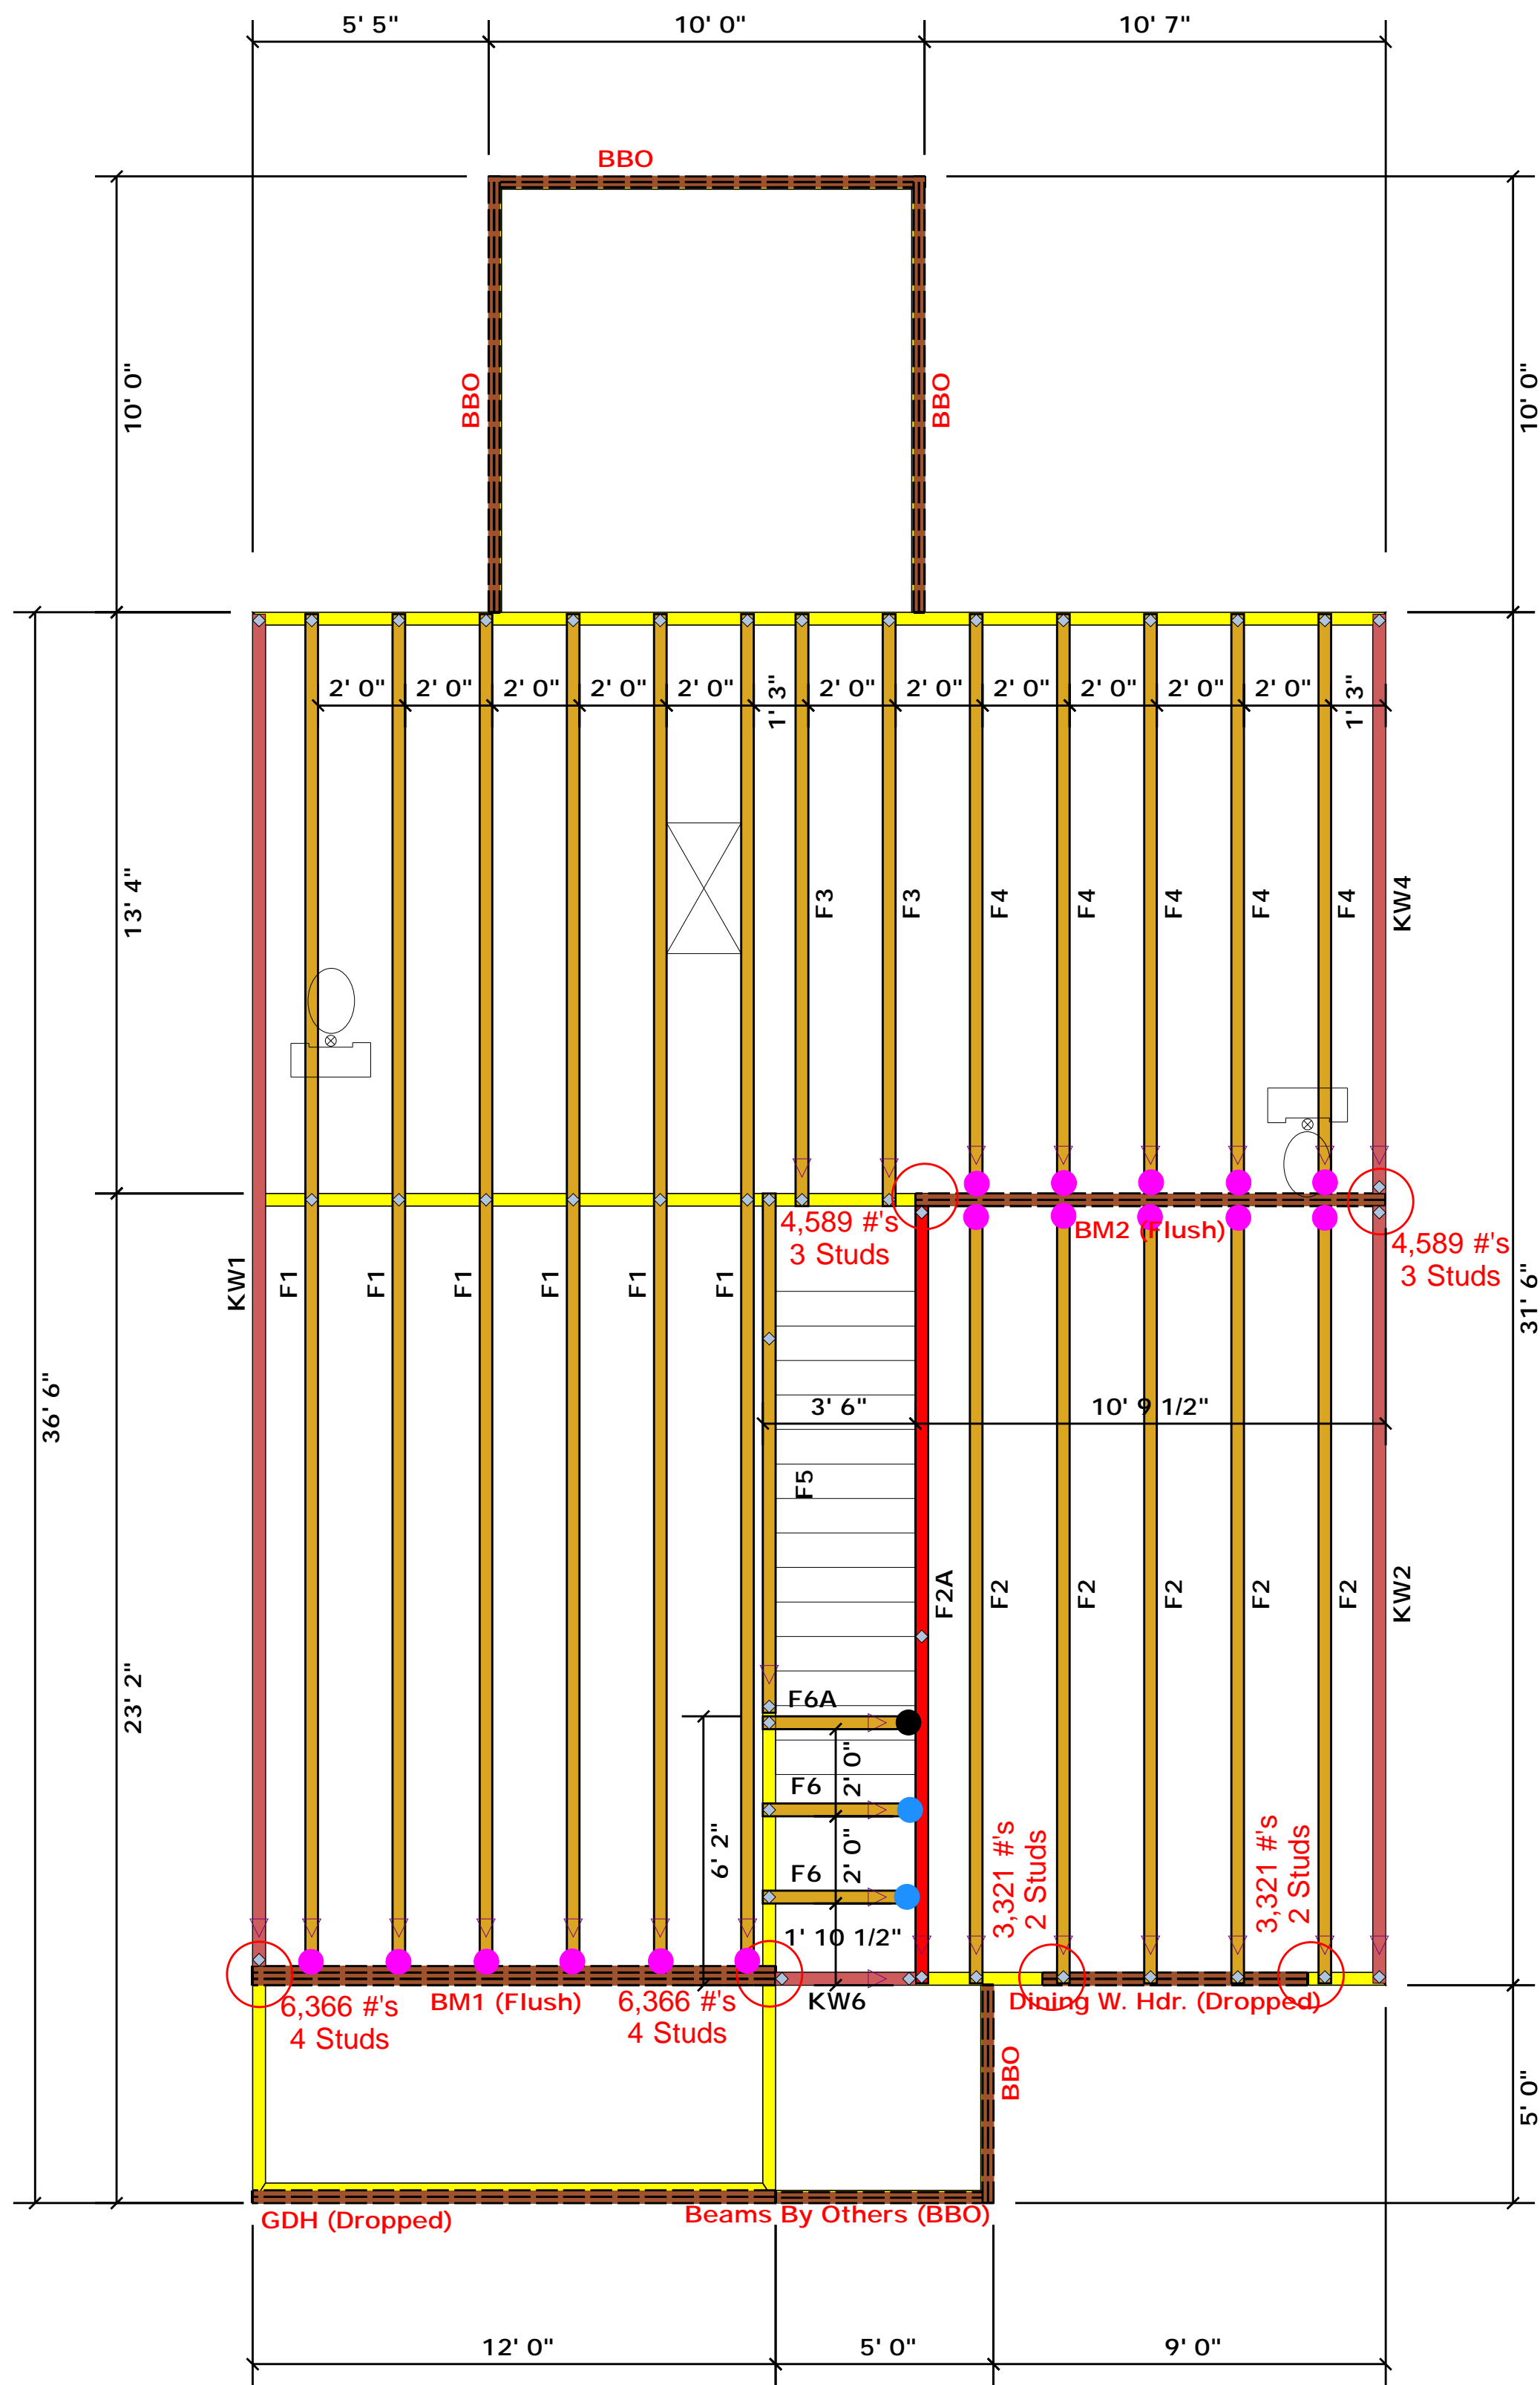 5' 5"
10' 0"
10' 7"
BBO
BBO
BBO
10' 0"
10' 0"
2' 0"
2' 0"
2' 0"
2' 0"
2' 0"
1' 3"
2' 0"
2' 0"
2' 0"
2' 0"
2' 0"
2' 0"
1' 3"
13' 4"
F3
F3
F4
F4
F4
F4
F4
KW4
4,589 #'s
3 Studs
BM2 (Flush)
4,589 #'s
3 Studs
KW1
F1
F1
F1
F1
F1
F1
31' 6"
36' 6"
3' 6"
10' 9 1/2"
F5
F2A
F2
F2
F2
F2
F2
KW2
23' 2"
F6A
2' 0"
F6
6' 2"
2' 0"
F6
1' 10 1/2"
3,321 #'s
2 Studs
3,321 #'s
2 Studs
6,366 #'s
4 Studs
BM1 (Flush)
6,366 #'s
4 Studs
KW6
Dining W. Hdr. (Dropped)
BBO
5' 0"
GDH (Dropped)
Beams By Others (BBO)
12' 0"
5' 0"
9' 0"